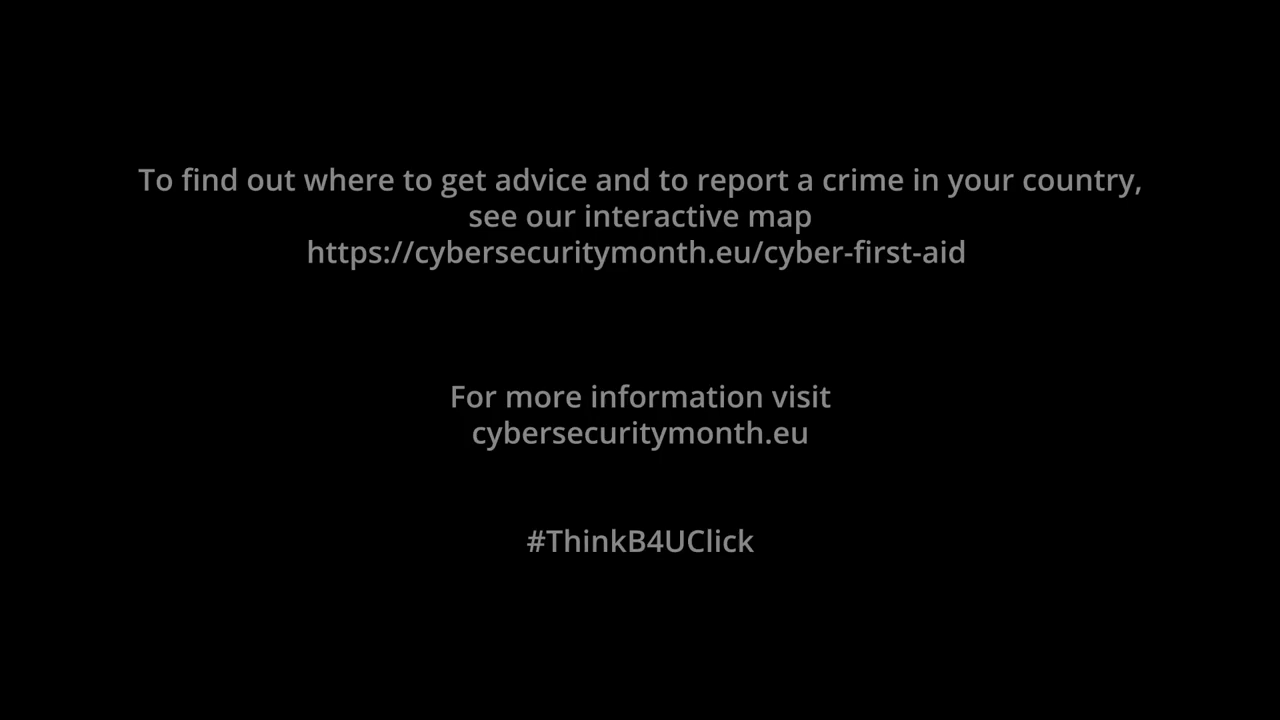 To find out where to get advice and to report a crime in your country,
see our interactive map
https://cybersecuritymonth.eu/cyber-first-aid
For more information visit
cybersecuritymonth.eu
#ThinkB4UClick